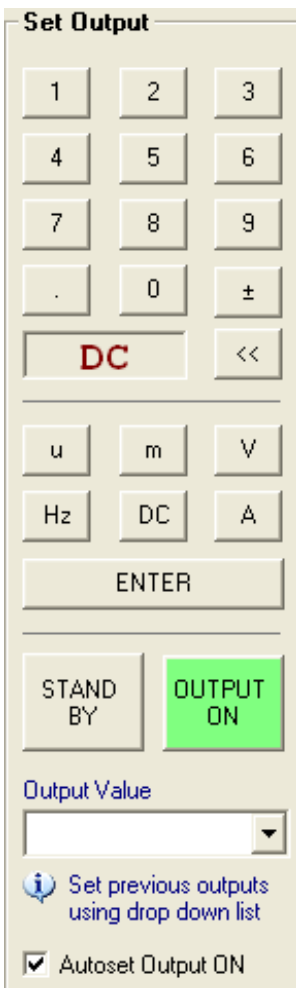 Set Output
1 2 3
4 5 6
7 8 9
. 0 ±
DC <<
u m V
Hz DC A
ENTER
STAND BY
OUTPUT ON
Output Value
Set previous outputs
using drop down list
Autoset Output ON